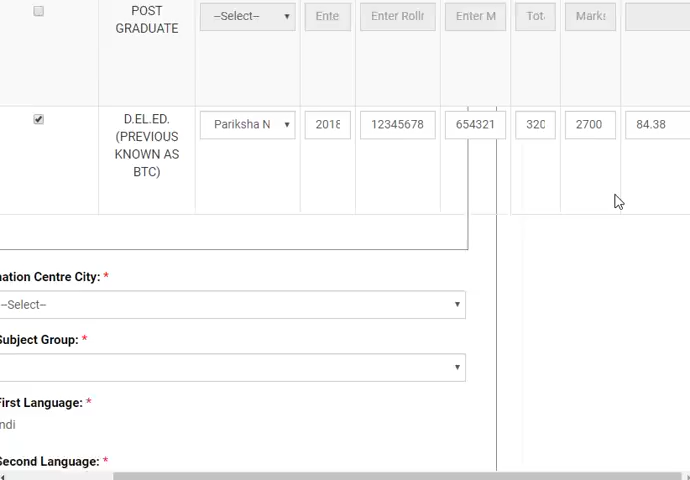 POST
GRADUATE
--Select--
Ente
Enter Rollr
Enter M
Tot
Marks
D.EL.ED.
(PREVIOUS
KNOWN AS
BTC)
Pariksha N
2018
12345678
654321
320
2700
84.38
nation Centre City: *
--Select--
Subject Group: *
First Language: *
ndi
Second Language: *